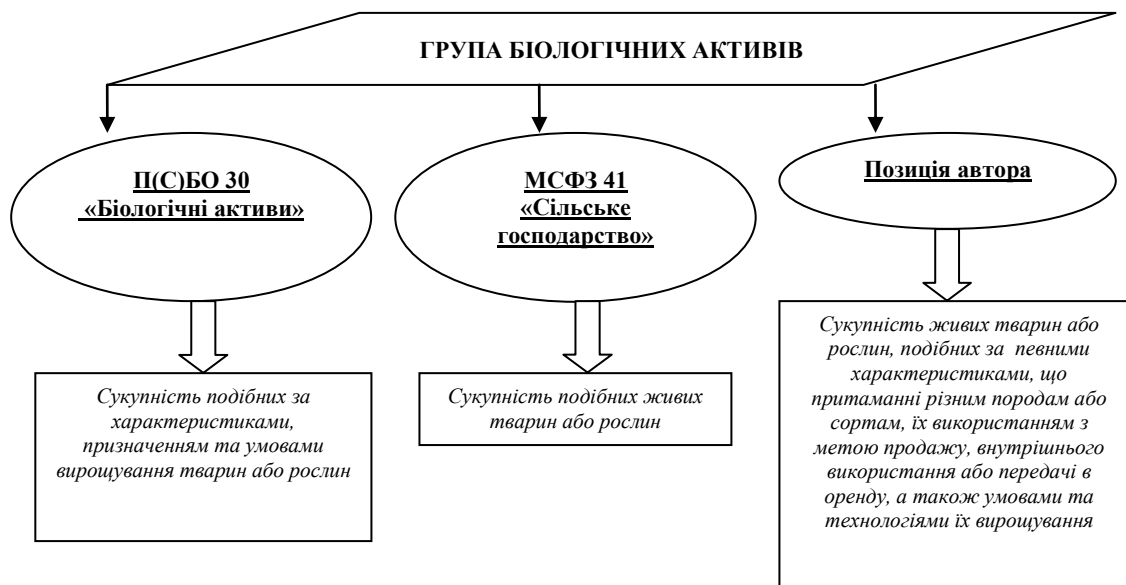 ГРУПА БІОЛОГІЧНИХ АКТИВІВ
П(С)БО 30
«Біологічні активи»
МСФЗ 41
«Сільське
господарство»
Позиція автора
Сукупність подібних за
характеристиками,
призначенням та умовами
вирощування тварин або рослин
Сукупність подібних живих
тварин або рослин
Сукупність живих тварин або
рослин, подібних за певними
характеристиками, що
притаманні різним породам або
сортам, їх використанням з
метою продажу, внутрішнього
використання або передачі в
оренду, а також умовами та
технологіями їх вирощування